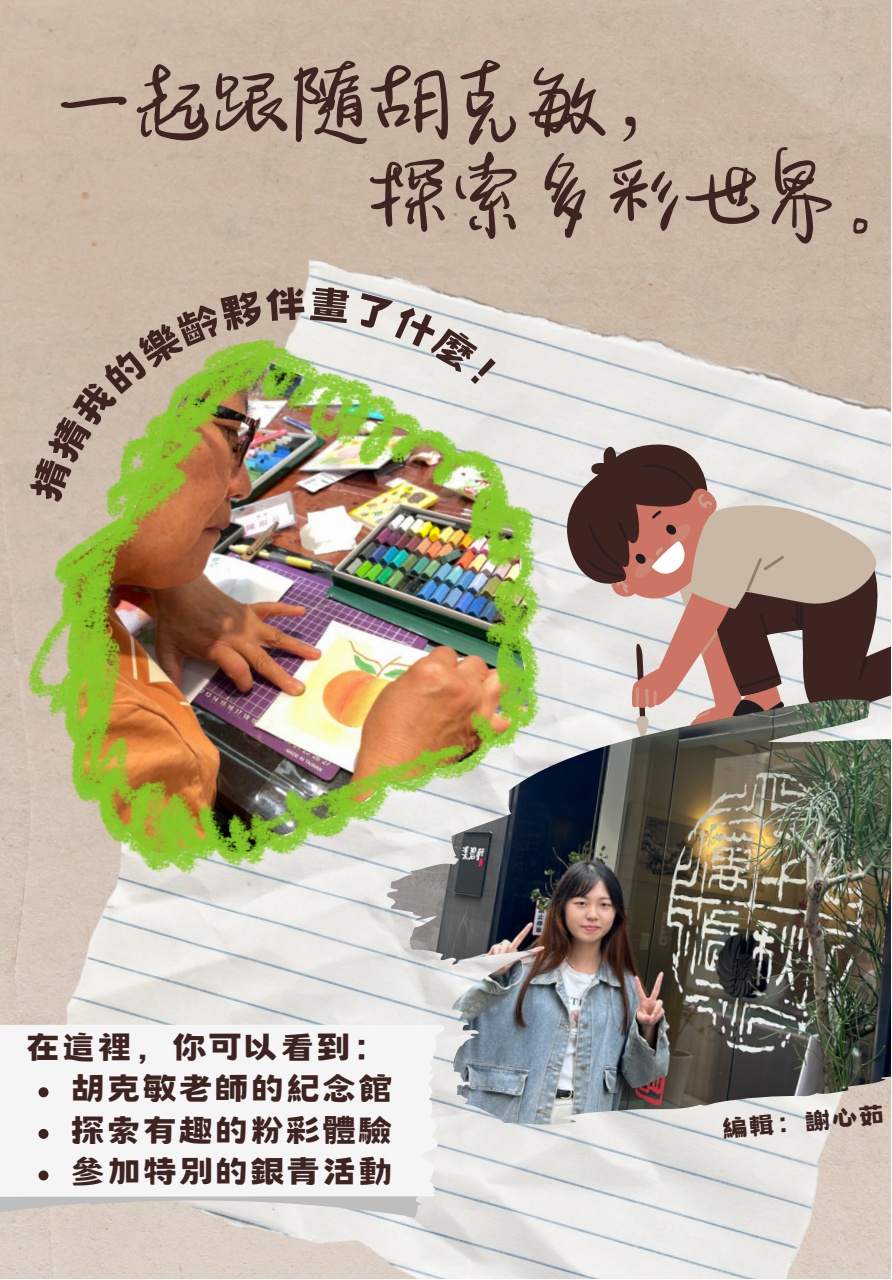 一起跟隨胡克敏，
探索多彩世界。
猜猜我的樂齡夥伴畫了什麼！
MADE IN TAIWAN
在這裡，你可以看到：
• 胡克敏老師的紀念館
• 探索有趣的粉彩體驗
• 參加特別的銀青活動
編輯：謝心茹